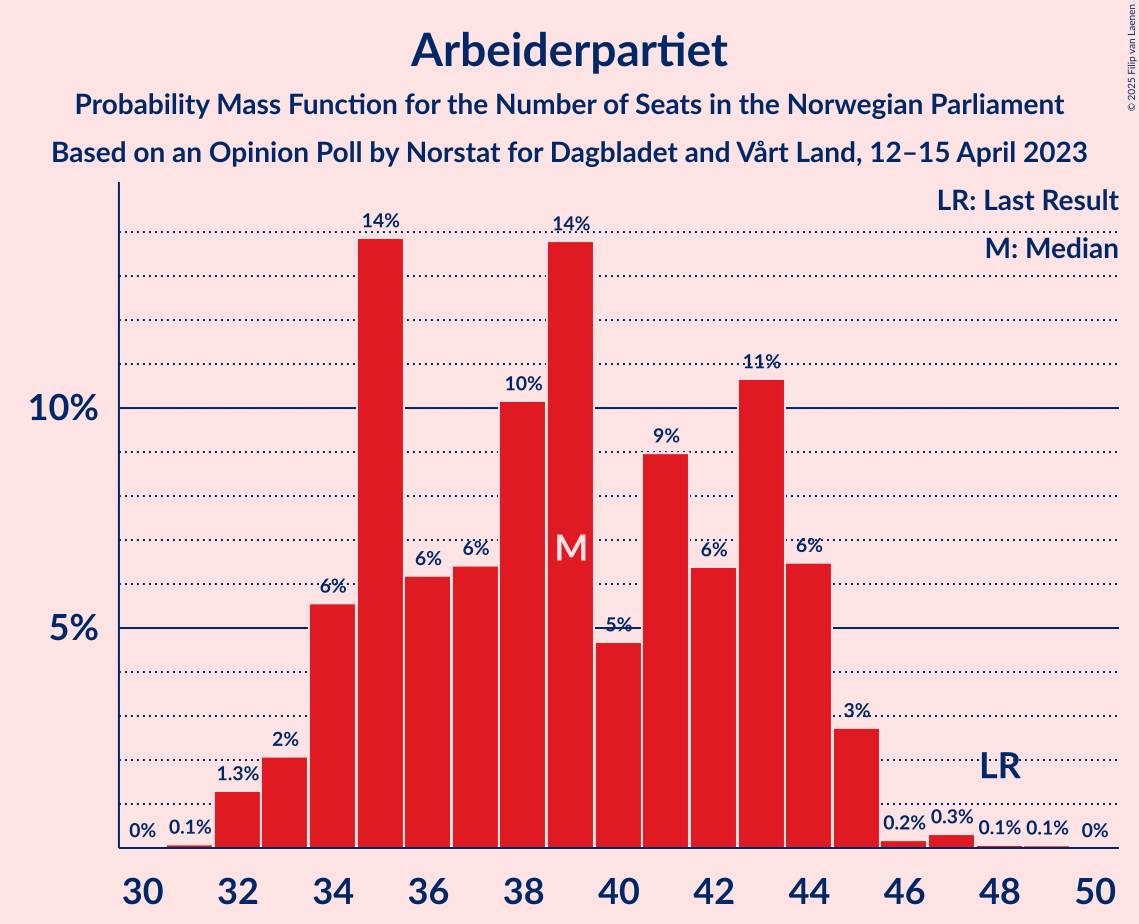 Arbeiderpartiet
Probability Mass Function for the Number of Seats in the Norwegian Parliament
Based on an Opinion Poll by Norstat for Dagbladet and Vårt Land, 12–15 April 2023
© 2025 Filip van Laenen
LR: Last Result
M: Median
10%
5%
0%
0.1%
1.3%
2%
6%
14%
6%
6%
10%
14%
5%
9%
6%
11%
6%
3%
0.2%
0.3%
0.1%
0.1%
0%
M
LR
30 32 34 36 38 40 42 44 46 48 50